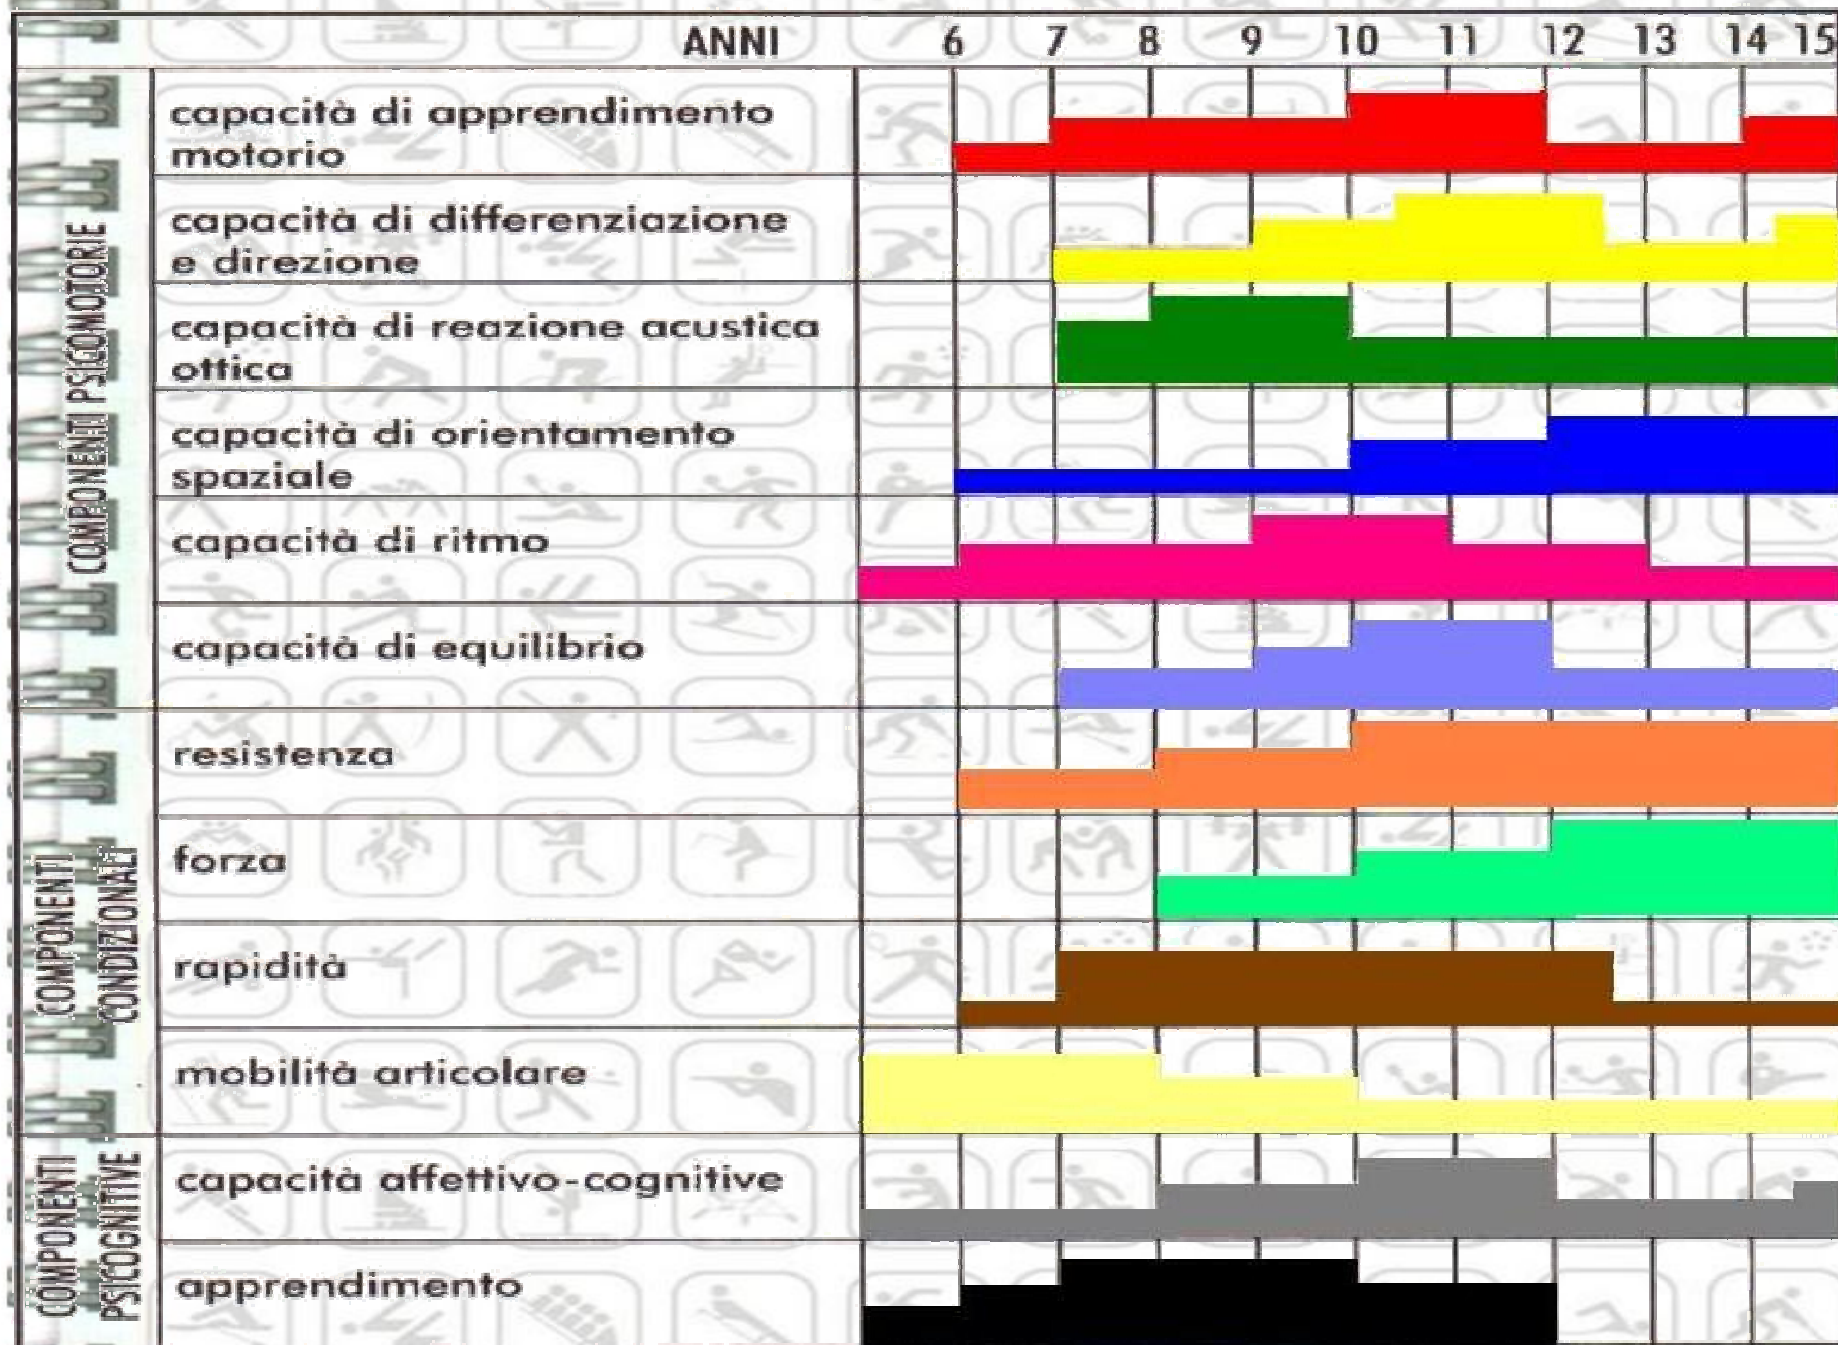 ANNI 6 7 8 9 10 11 12 13 14 15
COMPONENTI PSICOMOTORIE
capacità di apprendimento
motorio
capacità di differenziazione
e direzione
capacità di reazione acustica
ottica
capacità di orientamento
spaziale
capacità di ritmo
capacità di equilibrio
COMPONENTI
CONDIZIONALI
resistenza
forza
rapidità
mobilità articolare
COMPONENTI
PSICOGNITIVE
capacità affettivo-cognitive
apprendimento